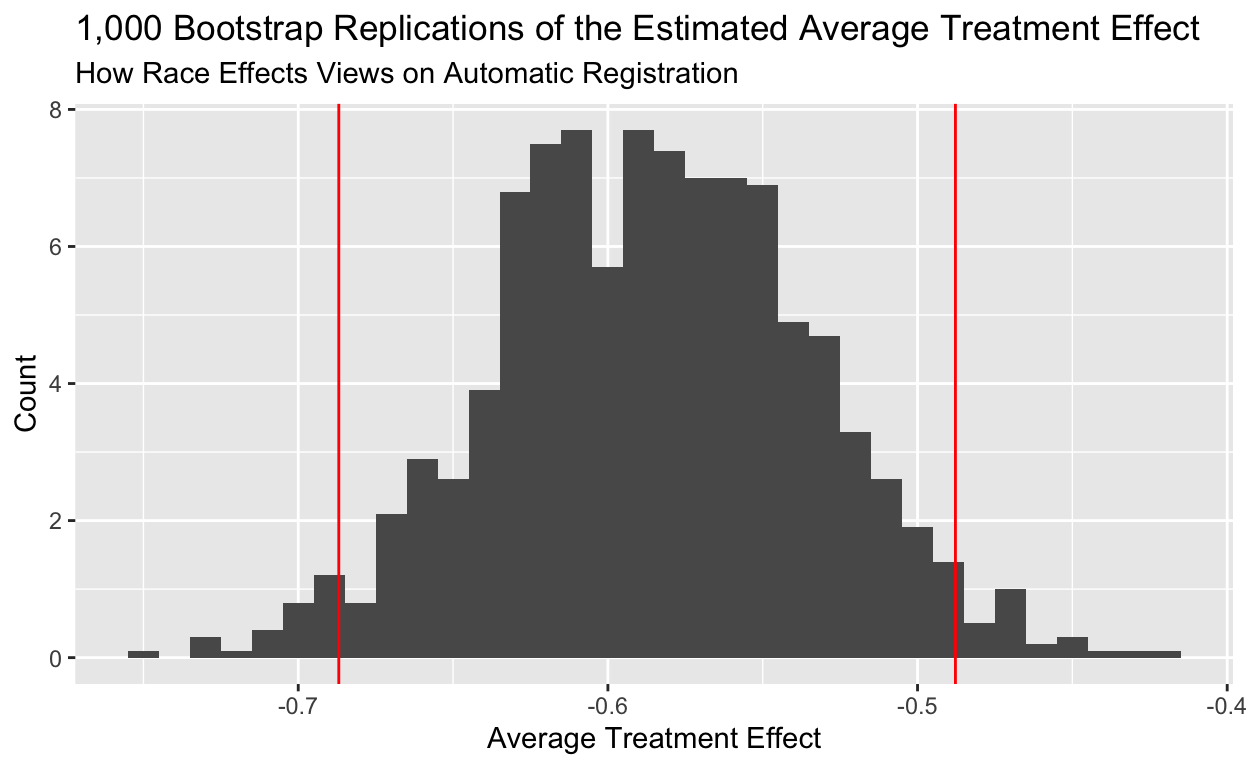 1,000 Bootstrap Replications of the Estimated Average Treatment Effect
How Race Effects Views on Automatic Registration
8
6
4
2
0
Count
-0.7 -0.6 -0.5 -0.4
Average Treatment Effect